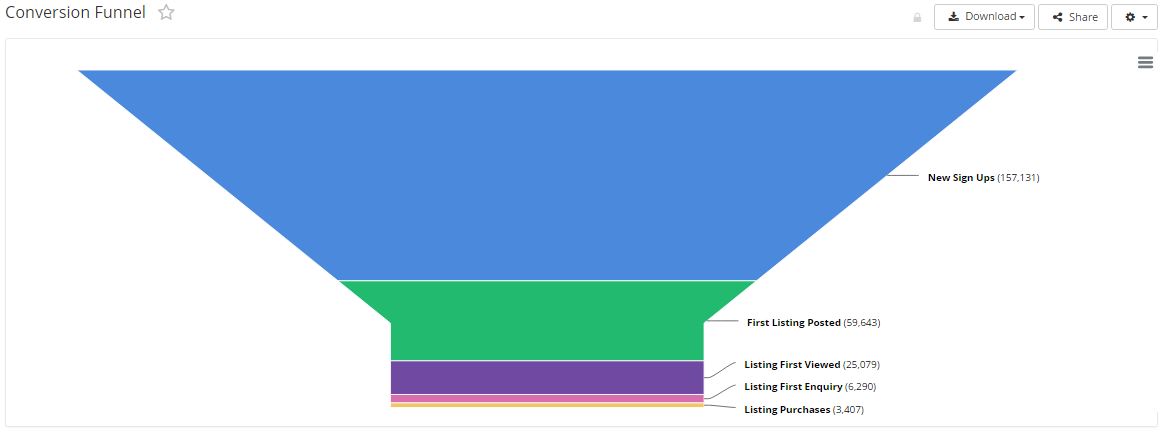 Conversion Funnel
Download
Share
New Sign Ups (157,131)
First Listing Posted (59,643)
Listing First Viewed (25,079)
Listing First Enquiry (6,290)
Listing Purchases (3,407)